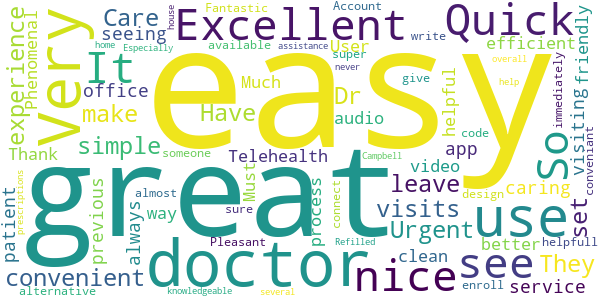 easy
great
Very
Excellent
Quick
doctor
use
nice
see
So
It
Care
seeing
house
Fantastic
Account
write
User
efficient
experience
Phenomenal
home
Especially
available
assistance
super
never
give
overall
help
immediately
friendly
visiting
office
make
Much
Have
Dr
audio
helpful
code
simple
Thank
someone
Telehealth
Campbell
video
app
set
convenient
previous
patient
always
almost
way
Must
process
connect
leave
visits
Urgent
design
caring
better
helpfull
They
clean
sure
Pleasant
Refilled
convenient
prescriptions
alternative
knowledgeable
several
enroll
service